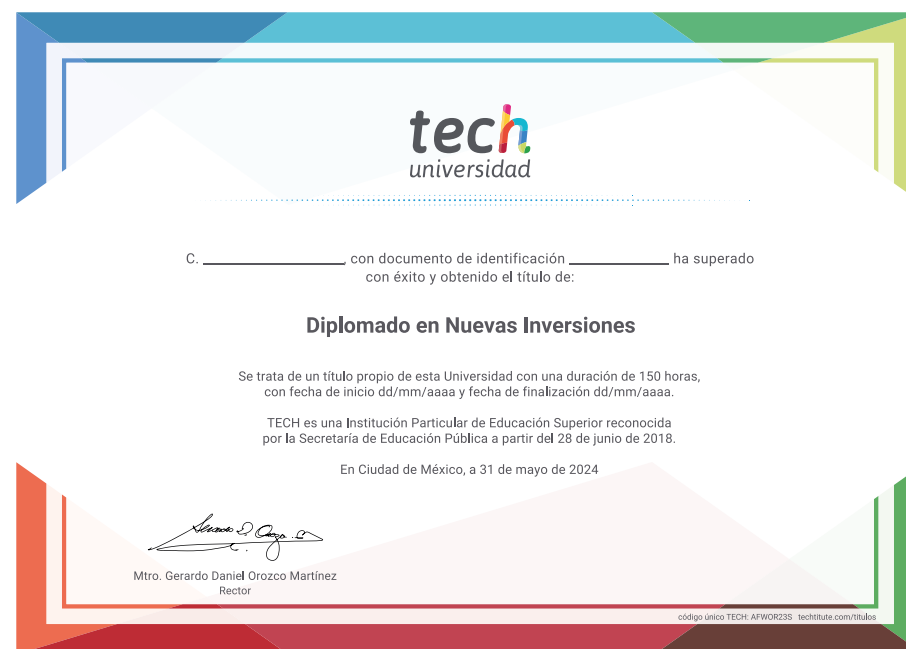 tech
universidad
C. ____________________, con documento de identificación ______________ ha superado
con éxito y obtenido el título de:
Diplomado en Nuevas Inversiones
Se trata de un título propio de esta Universidad con una duración de 150 horas,
con fecha de inicio dd/mm/aaaa y fecha de finalización dd/mm/aaaa.
TECH es una Institución Particular de Educación Superior reconocida
por la Secretaría de Educación Pública a partir del 28 de junio de 2018.
En Ciudad de México, a 31 de mayo de 2024
Mtro. Gerardo Daniel Orozco Martínez
Rector
código único TECH: AFWOR23S techtitute.com/titulos